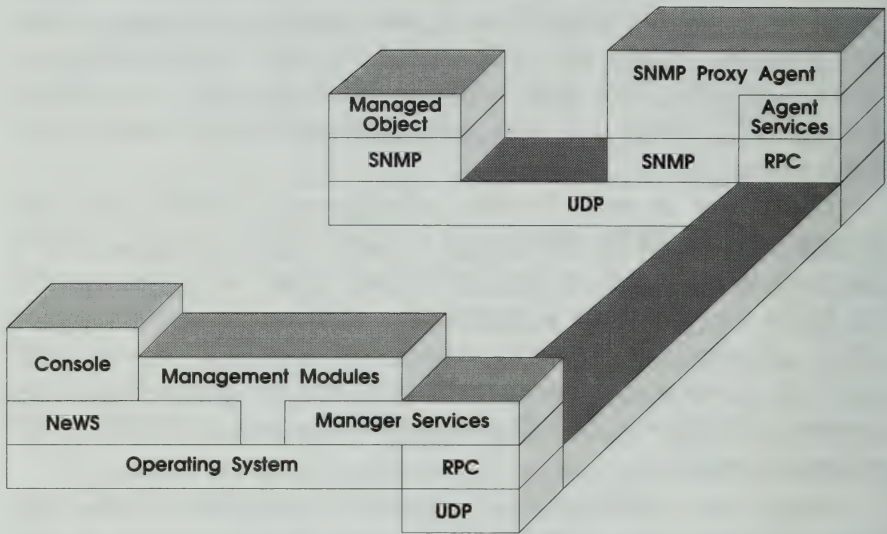 SNMP Proxy Agent
Managed
Object
Agent
Services
SNMP
SNMP
RPC
UDP
Console
Management Modules
NeWS
Manager Services
Operating System
RPC
UDP